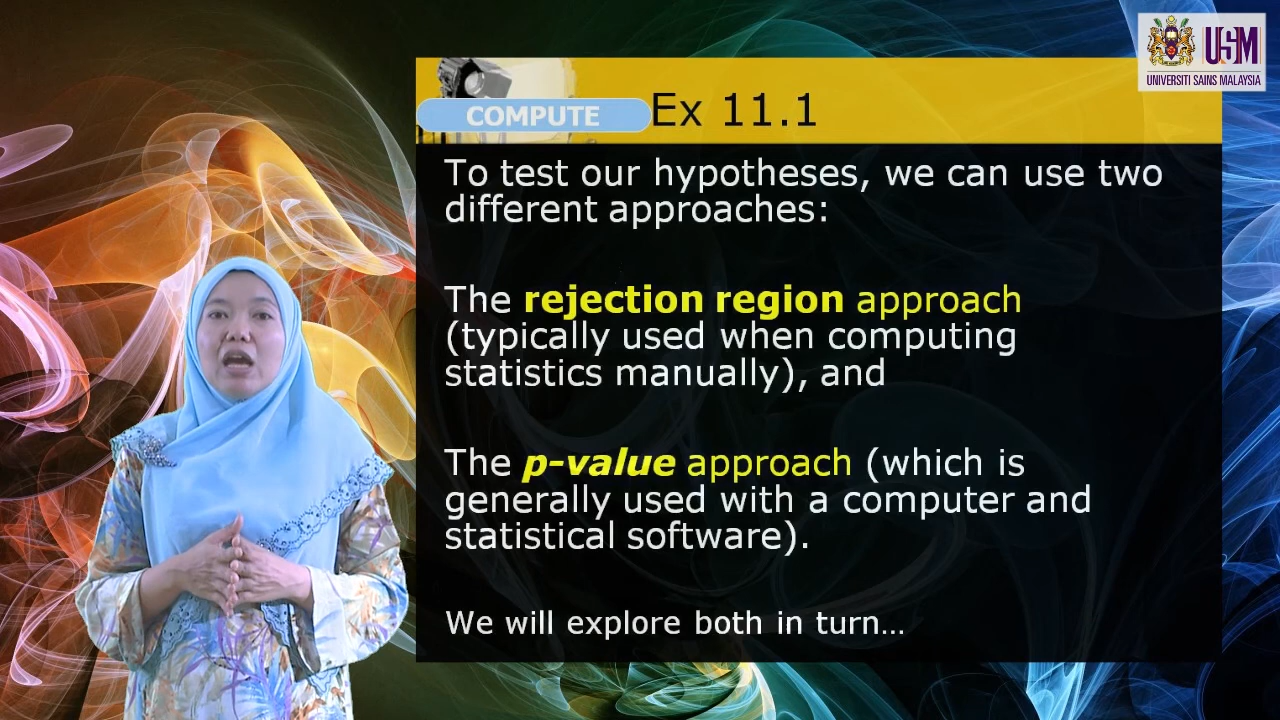 USM
UNIVERSITI SAINS MALAYSIA
COMPUTE
Ex 11.1
To test our hypotheses, we can use two
different approaches:
The rejection region approach
(typically used when computing
statistics manually), and
The p-value approach (which is
generally used with a computer and
statistical software).
We will explore both in turn…